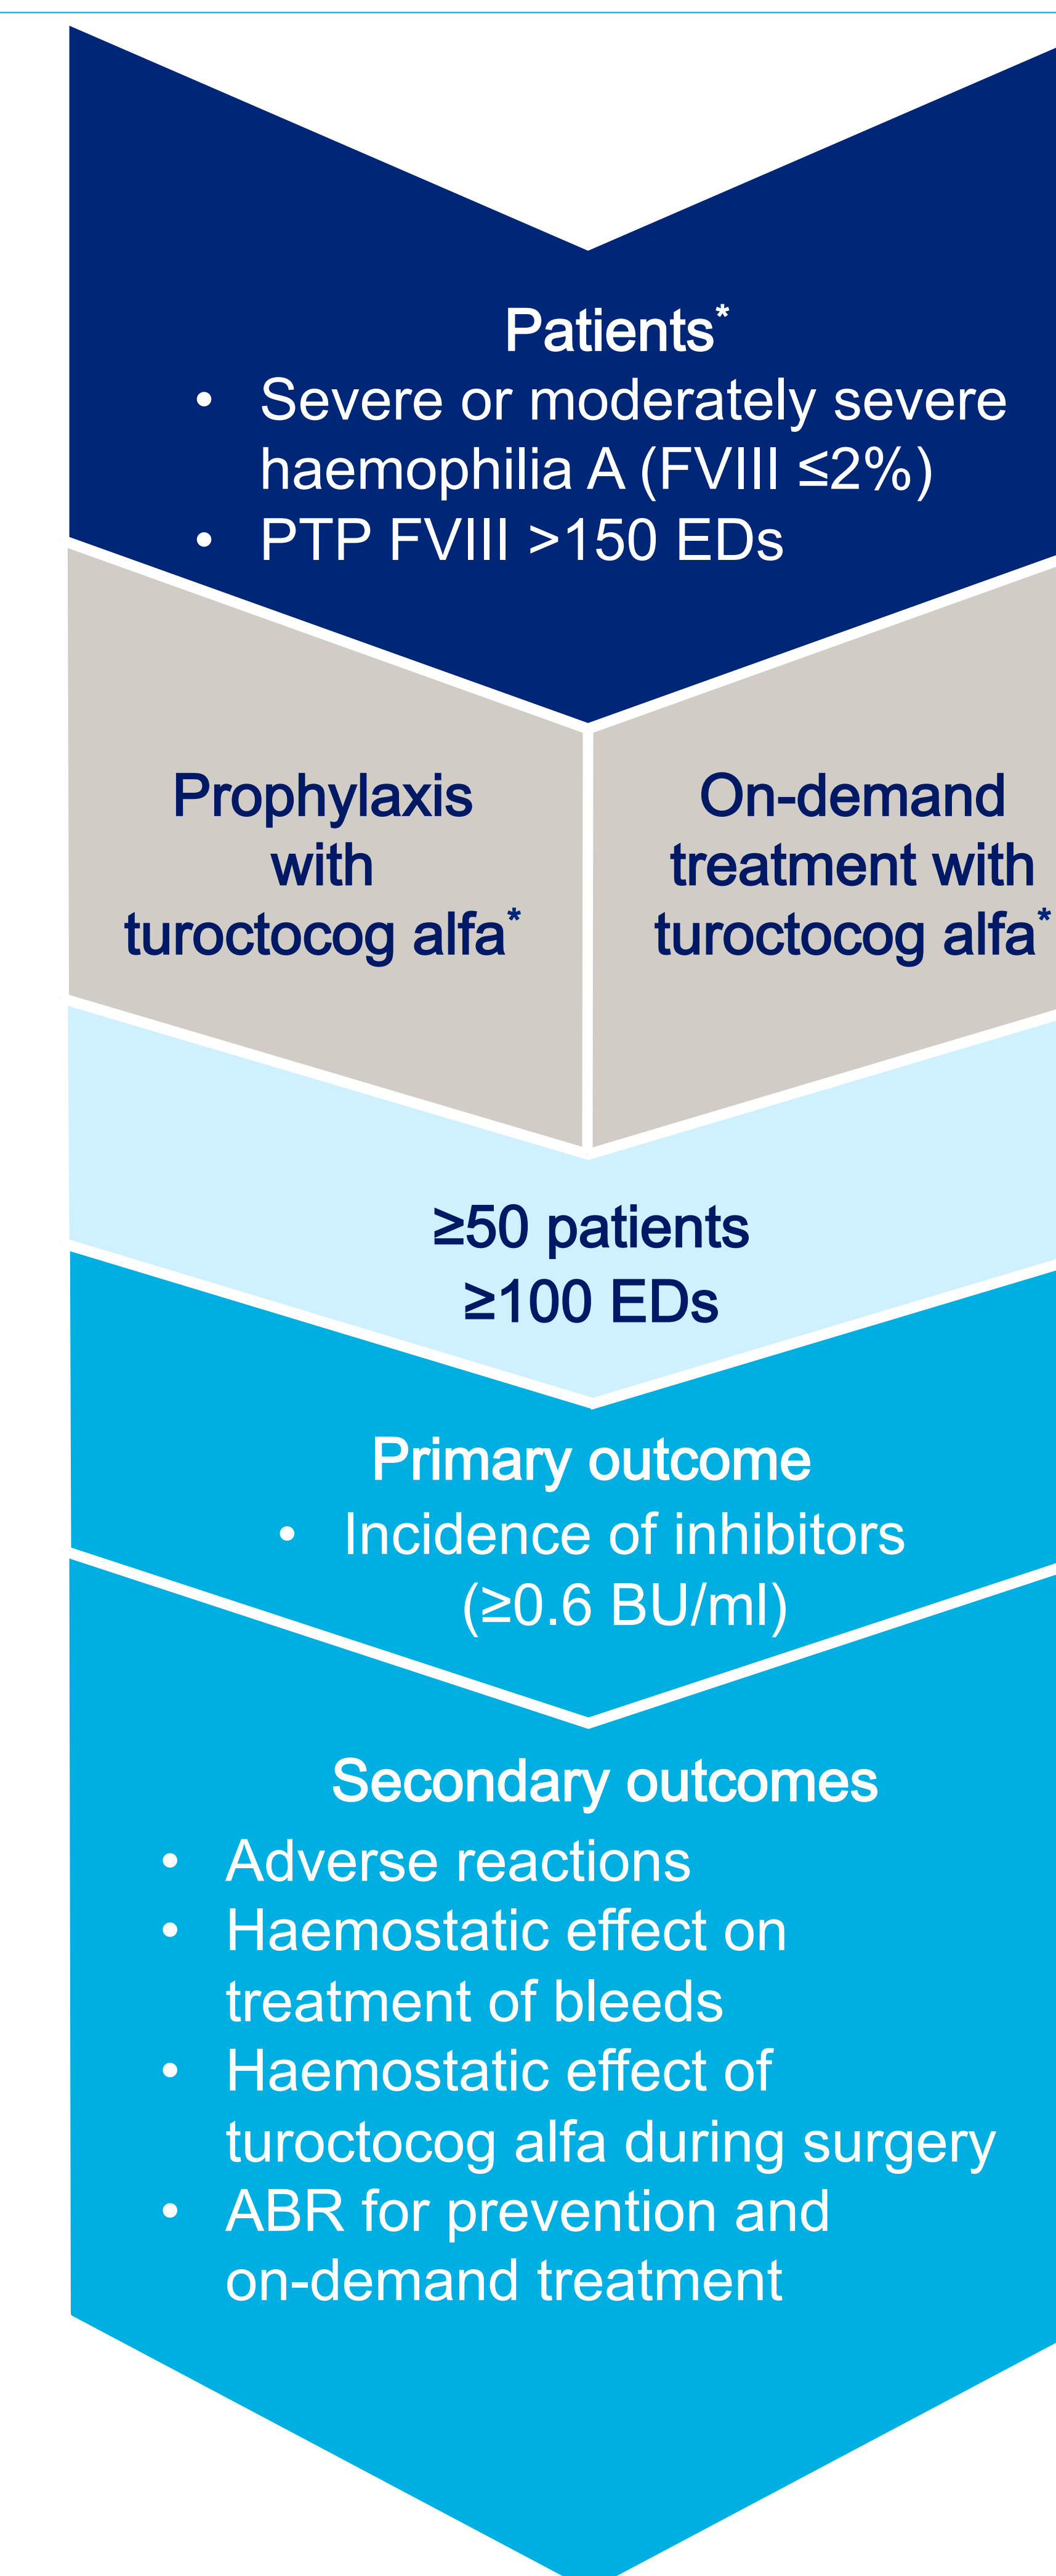 Patients*
• Severe or moderately severe
haemophilia A (FVIII ≤2%)
• PTP FVIII >150 EDs
Prophylaxis
with
turoctocog alfa*
On-demand
treatment with
turoctocog alfa*
≥50 patients
≥100 EDs
Primary outcome
• Incidence of inhibitors
(≥0.6 BU/ml)
Secondary outcomes
• Adverse reactions
• Haemostatic effect on
treatment of bleeds
• Haemostatic effect of
turoctocog alfa during surgery
• ABR for prevention and
on-demand treatment